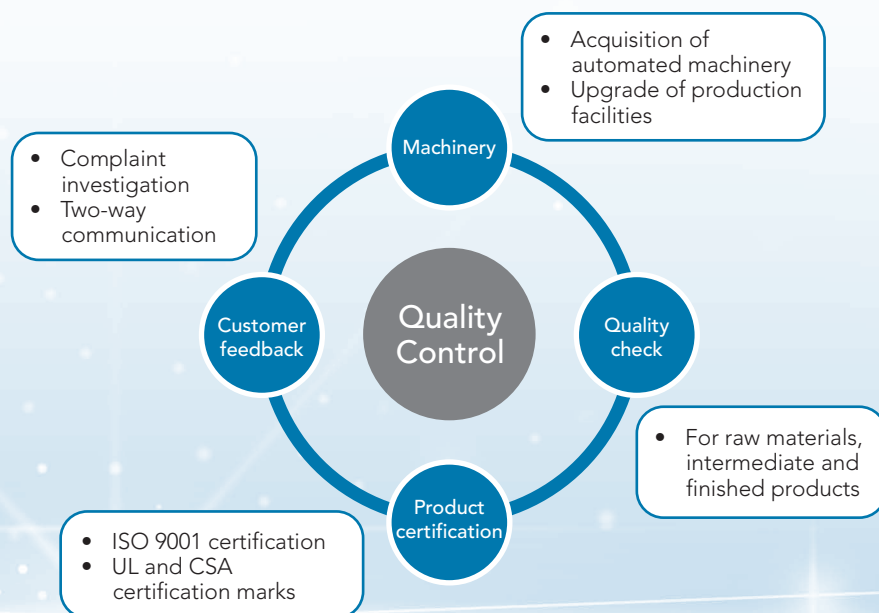 • Acquisition of
automated machinery
• Upgrade of production
facilities
Machinery
• Complaint
investigation
• Two-way
communication
Customer
feedback
Quality
Control
Quality
check
• For raw materials,
intermediate and
finished products
Product
certification
• ISO 9001 certification
• UL and CSA
certification marks